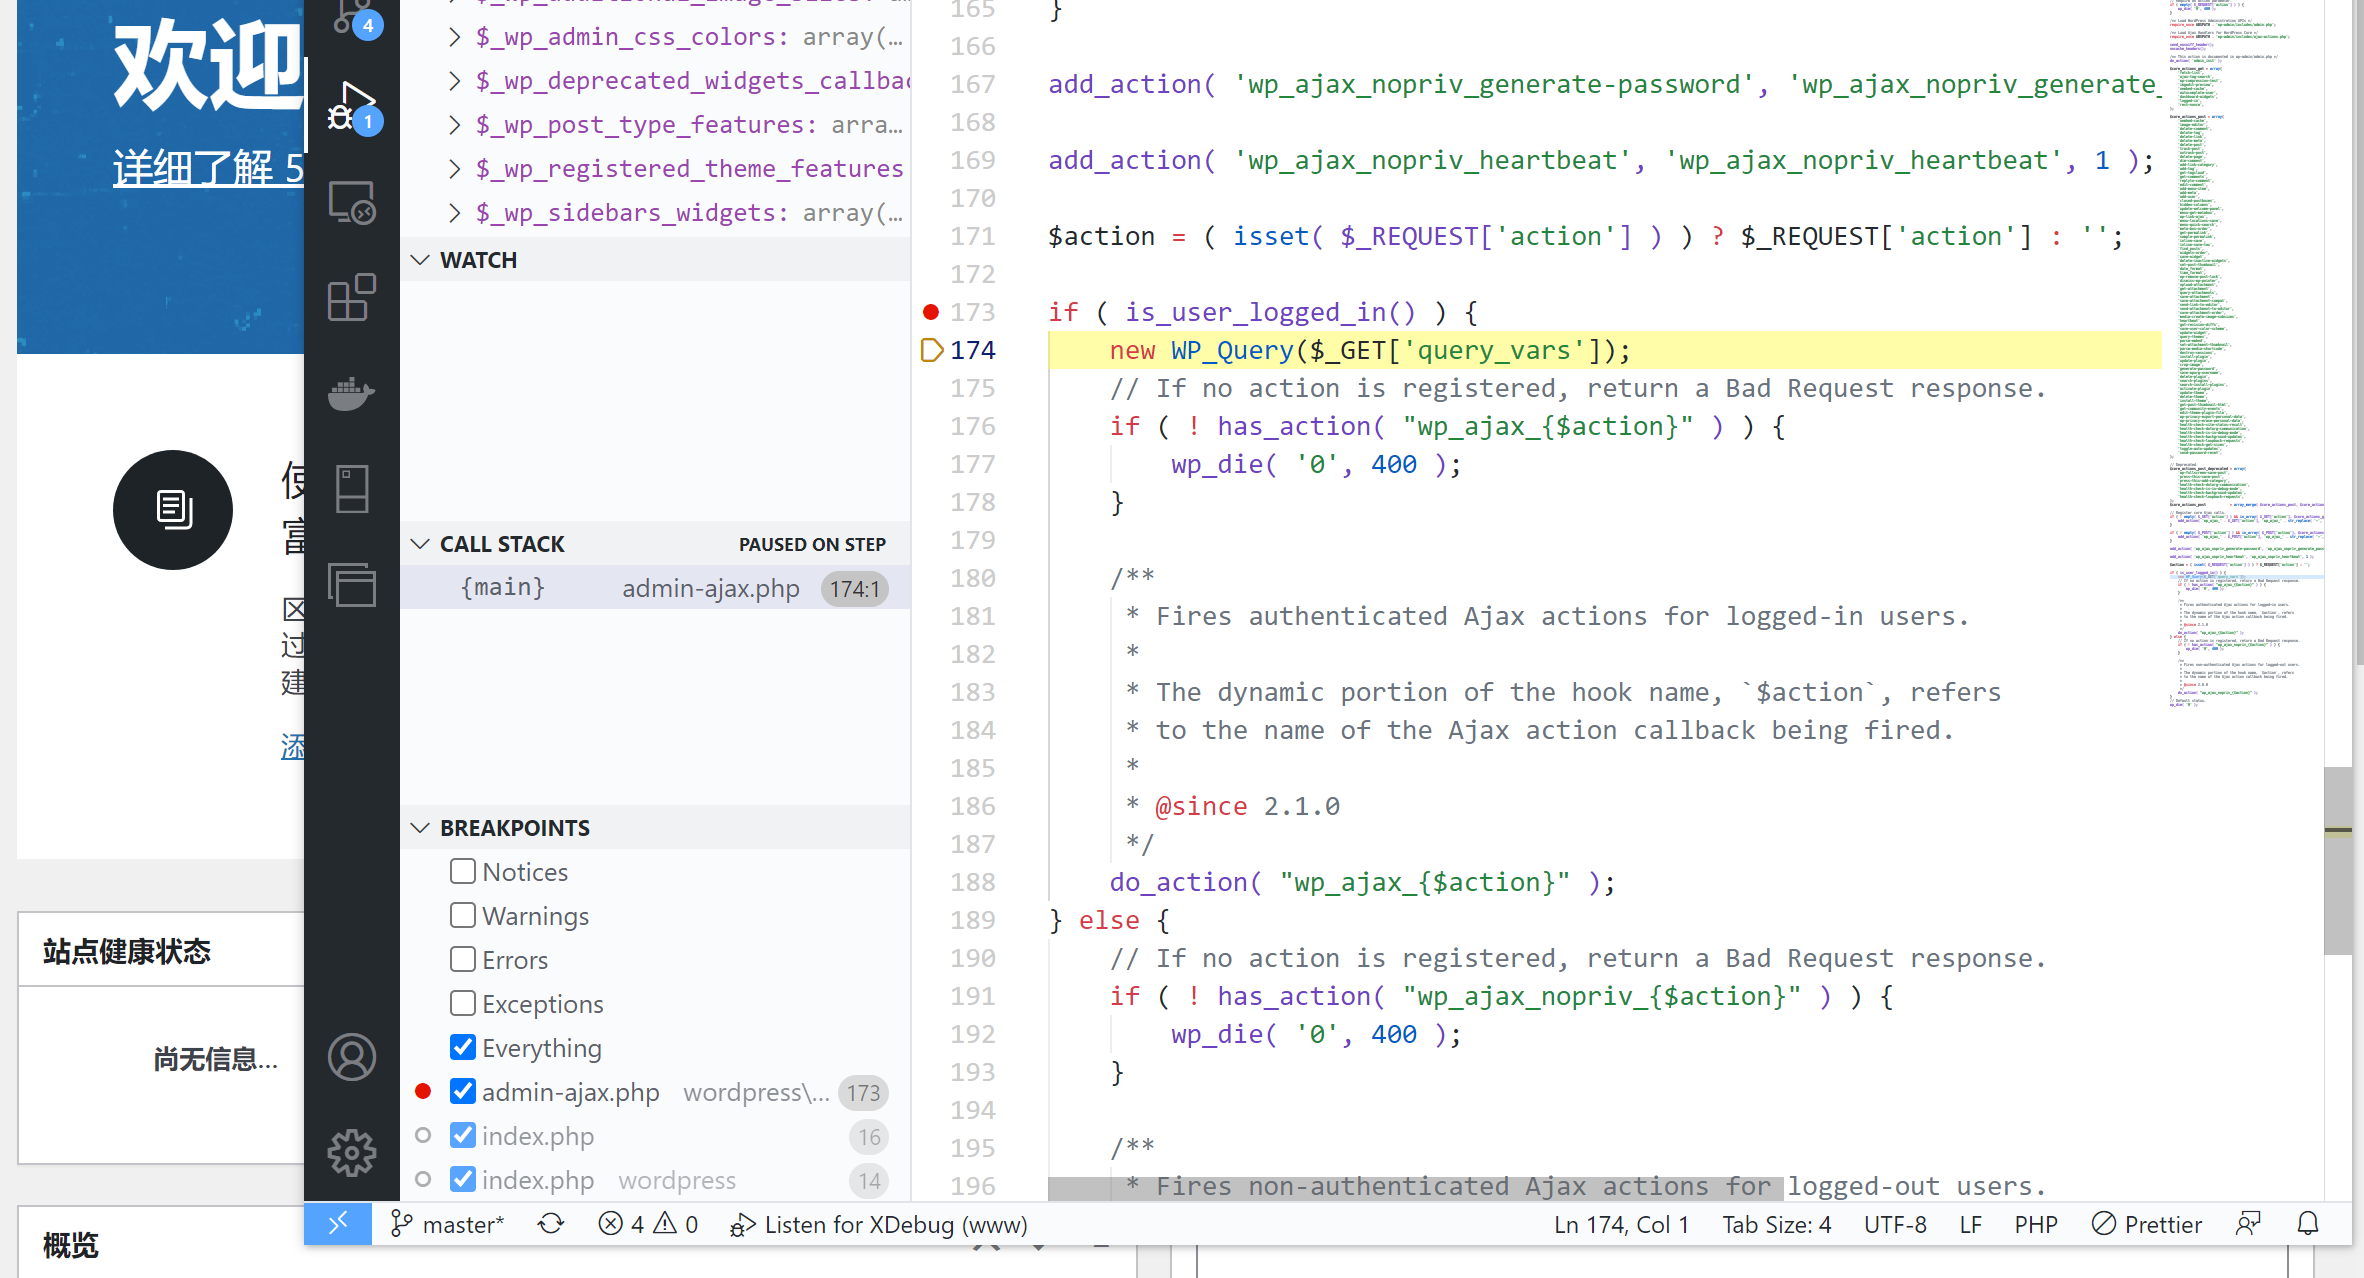 欢迎
详细了解 5
使
富
区
过
建
添
站点健康状态
尚无信息...
概览
4
1
$_wp_admin_css_colors: array(…
$_wp_deprecated_widgets_callbac
$_wp_post_type_features: arra…
$_wp_registered_theme_features
$_wp_sidebars_widgets: array(…
WATCH
CALL STACK PAUSED ON STEP
{main} admin-ajax.php 174:1
BREAKPOINTS
Notices
Warnings
Errors
Exceptions
Everything
admin-ajax.php wordpress\... 173
index.php 16
index.php wordpress 14
165 }
166
167 add_action( 'wp_ajax_nopriv_generate-password', 'wp_ajax_nopriv_generate_
168
169 add_action( 'wp_ajax_nopriv_heartbeat', 'wp_ajax_nopriv_heartbeat', 1 );
170
171 $action = ( isset( $_REQUEST['action'] ) ) ? $_REQUEST['action'] : '';
172
173 if ( is_user_logged_in() ) {
174 new WP_Query($_GET['query_vars']);
175 // If no action is registered, return a Bad Request response.
176 if ( ! has_action( "wp_ajax_{$action}" ) ) {
177 wp_die( '0', 400 );
178 }
179
180 /**
181 * Fires authenticated Ajax actions for logged-in users.
182 *
183 * The dynamic portion of the hook name, `$action`, refers
184 * to the name of the Ajax action callback being fired.
185 *
186 * @since 2.1.0
187 */
188 do_action( "wp_ajax_{$action}" );
189 } else {
190 // If no action is registered, return a Bad Request response.
191 if ( ! has_action( "wp_ajax_nopriv_{$action}" ) ) {
192 wp_die( '0', 400 );
193 }
194
195 /**
196 * Fires non-authenticated Ajax actions for logged-out users.
master* 4 0 Listen for XDebug (www) Ln 174, Col 1 Tab Size: 4 UTF-8 LF PHP Prettier